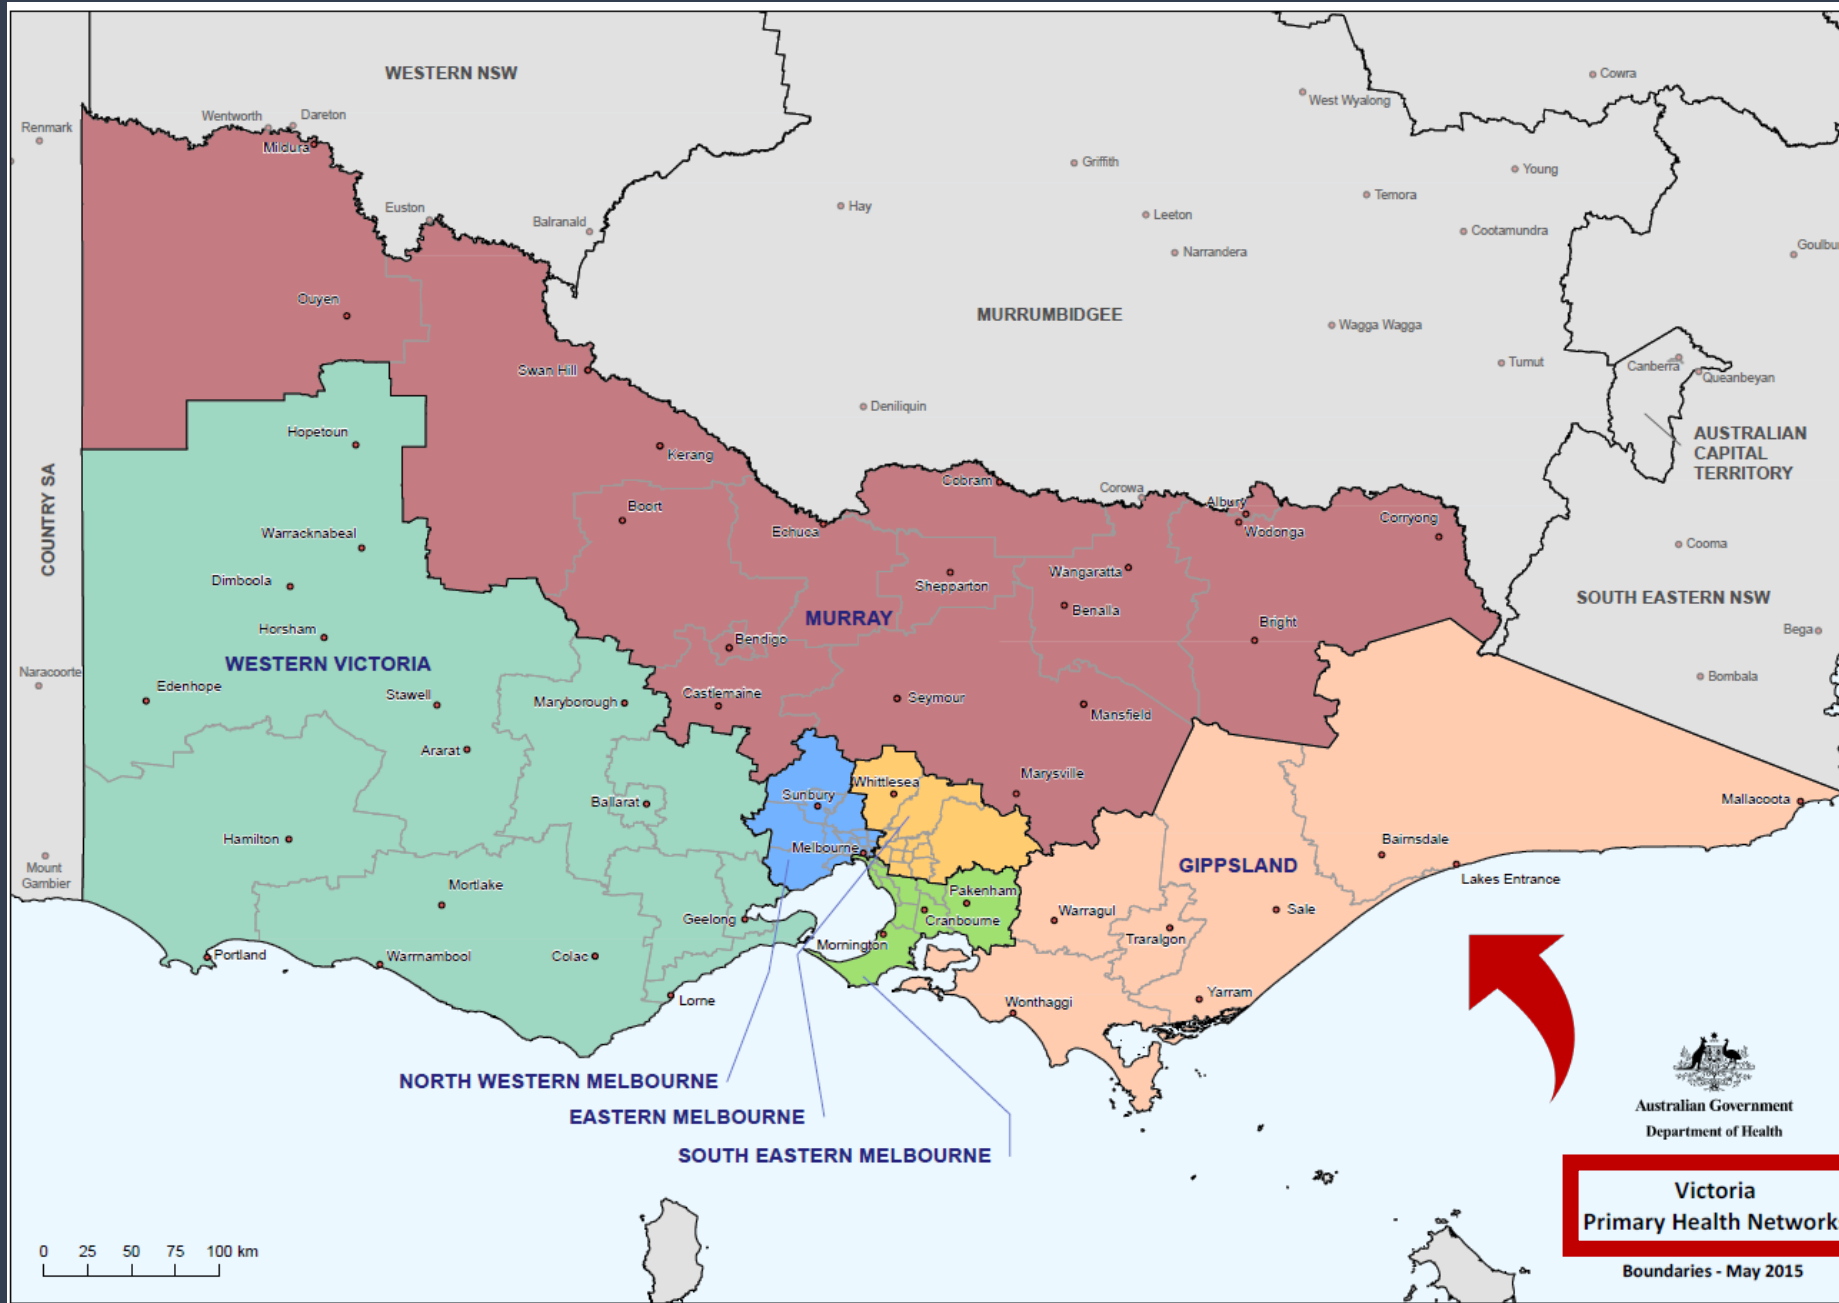 WESTERN NSW
Cowra
West Wyalong
Wentworth
Dareton
Renmark
Mildura
Griffith
Young
Temora
Euston
Balranald
Hay
Leeton
Cootamundra
Narrandera
Goulbu
Ouyen
MURRUMBIDGEE
Wagga Wagga
Swan Hill
Tumut
Canberra
Queanbeyan
Deniliquin
Hopetoun
AUSTRALIAN
CAPITAL
TERRITORY
Kerang
Cobram
Corowa
Albury
COUNTRY SA
Boort
Echuca
Wodonga
Corryong
Warracknabeal
Cooma
Dimboola
Shepparton
Wangaratta
Benalla
SOUTH EASTERN NSW
Horsham
MURRAY
Bright
Bega
Bendigo
WESTERN VICTORIA
Naracoorte
Edenhope
Stawell
Maryborough
Castlemaine
Seymour
Mansfield
Bombala
Ararat
Marysville
Whittlesea
Sunbury
Ballarat
Mallacoota
Hamilton
Melbourne
Bairnsdale
Mount
Gambier
GIPPSLAND
Lakes Entrance
Mortlake
Pakenham
Geelong
Cranbourne
Warragul
Sale
Traralgon
Mornington
Portland
Warrnambool
Colac
Lorne
Wonthaggi
Yarram
NORTH WESTERN MELBOURNE
EASTERN MELBOURNE
SOUTH EASTERN MELBOURNE
Australian Government
Department of Health
Victoria
Primary Health Network
0 25 50 75 100 km
Boundaries - May 2015